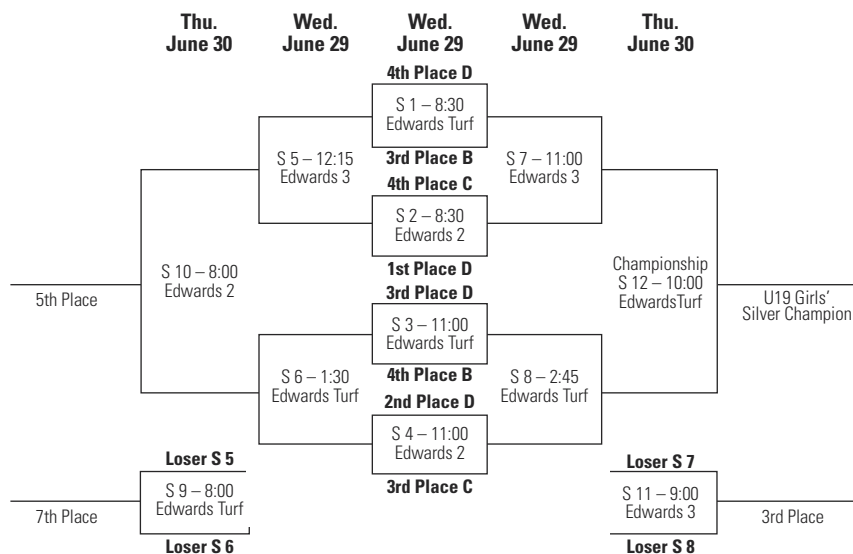 Thu.
June 30
Wed.
June 29
Wed.
June 29
Wed.
June 29
Thu.
June 30
4th Place D
S 1 – 8:30
Edwards Turf
3rd Place B
S 5 – 12:15
Edwards 3
S 7 – 11:00
Edwards 3
4th Place C
S 2 – 8:30
Edwards 2
1st Place D
S 10 – 8:00
Edwards 2
5th Place
Championship
S 12 – 10:00
EdwardsTurf
U19 Girls’
Silver Champion
3rd Place D
S 3 – 11:00
Edwards Turf
4th Place B
S 6 – 1:30
Edwards Turf
S 8 – 2:45
Edwards Turf
2nd Place D
S 4 – 11:00
Edwards 2
3rd Place C
Loser S 5
S 9 – 8:00
Edwards Turf
7th Place
Loser S 6
Loser S 7
S 11 – 9:00
Edwards 3
3rd Place
Loser S 8